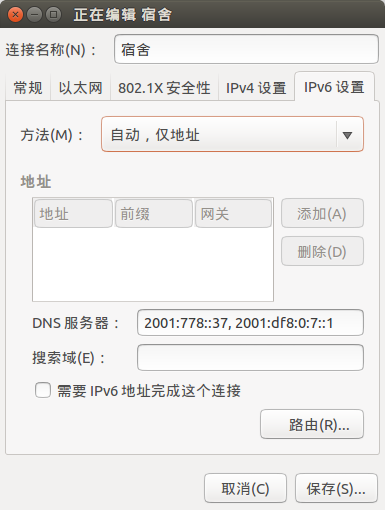 正在编辑 宿舍
连接名称(N)： 宿舍
常规 以太网 802.1X 安全性 IPv4 设置 IPv6 设置
方法(M)： 自动，仅地址
地址
地址 前缀 网关 添加(A)
删除(D)
DNS 服务器： 2001:778::37, 2001:df8:0:7::1
搜索域(E)：
需要 IPv6 地址完成这个连接
路由(R)...
取消(C) 保存(S)...